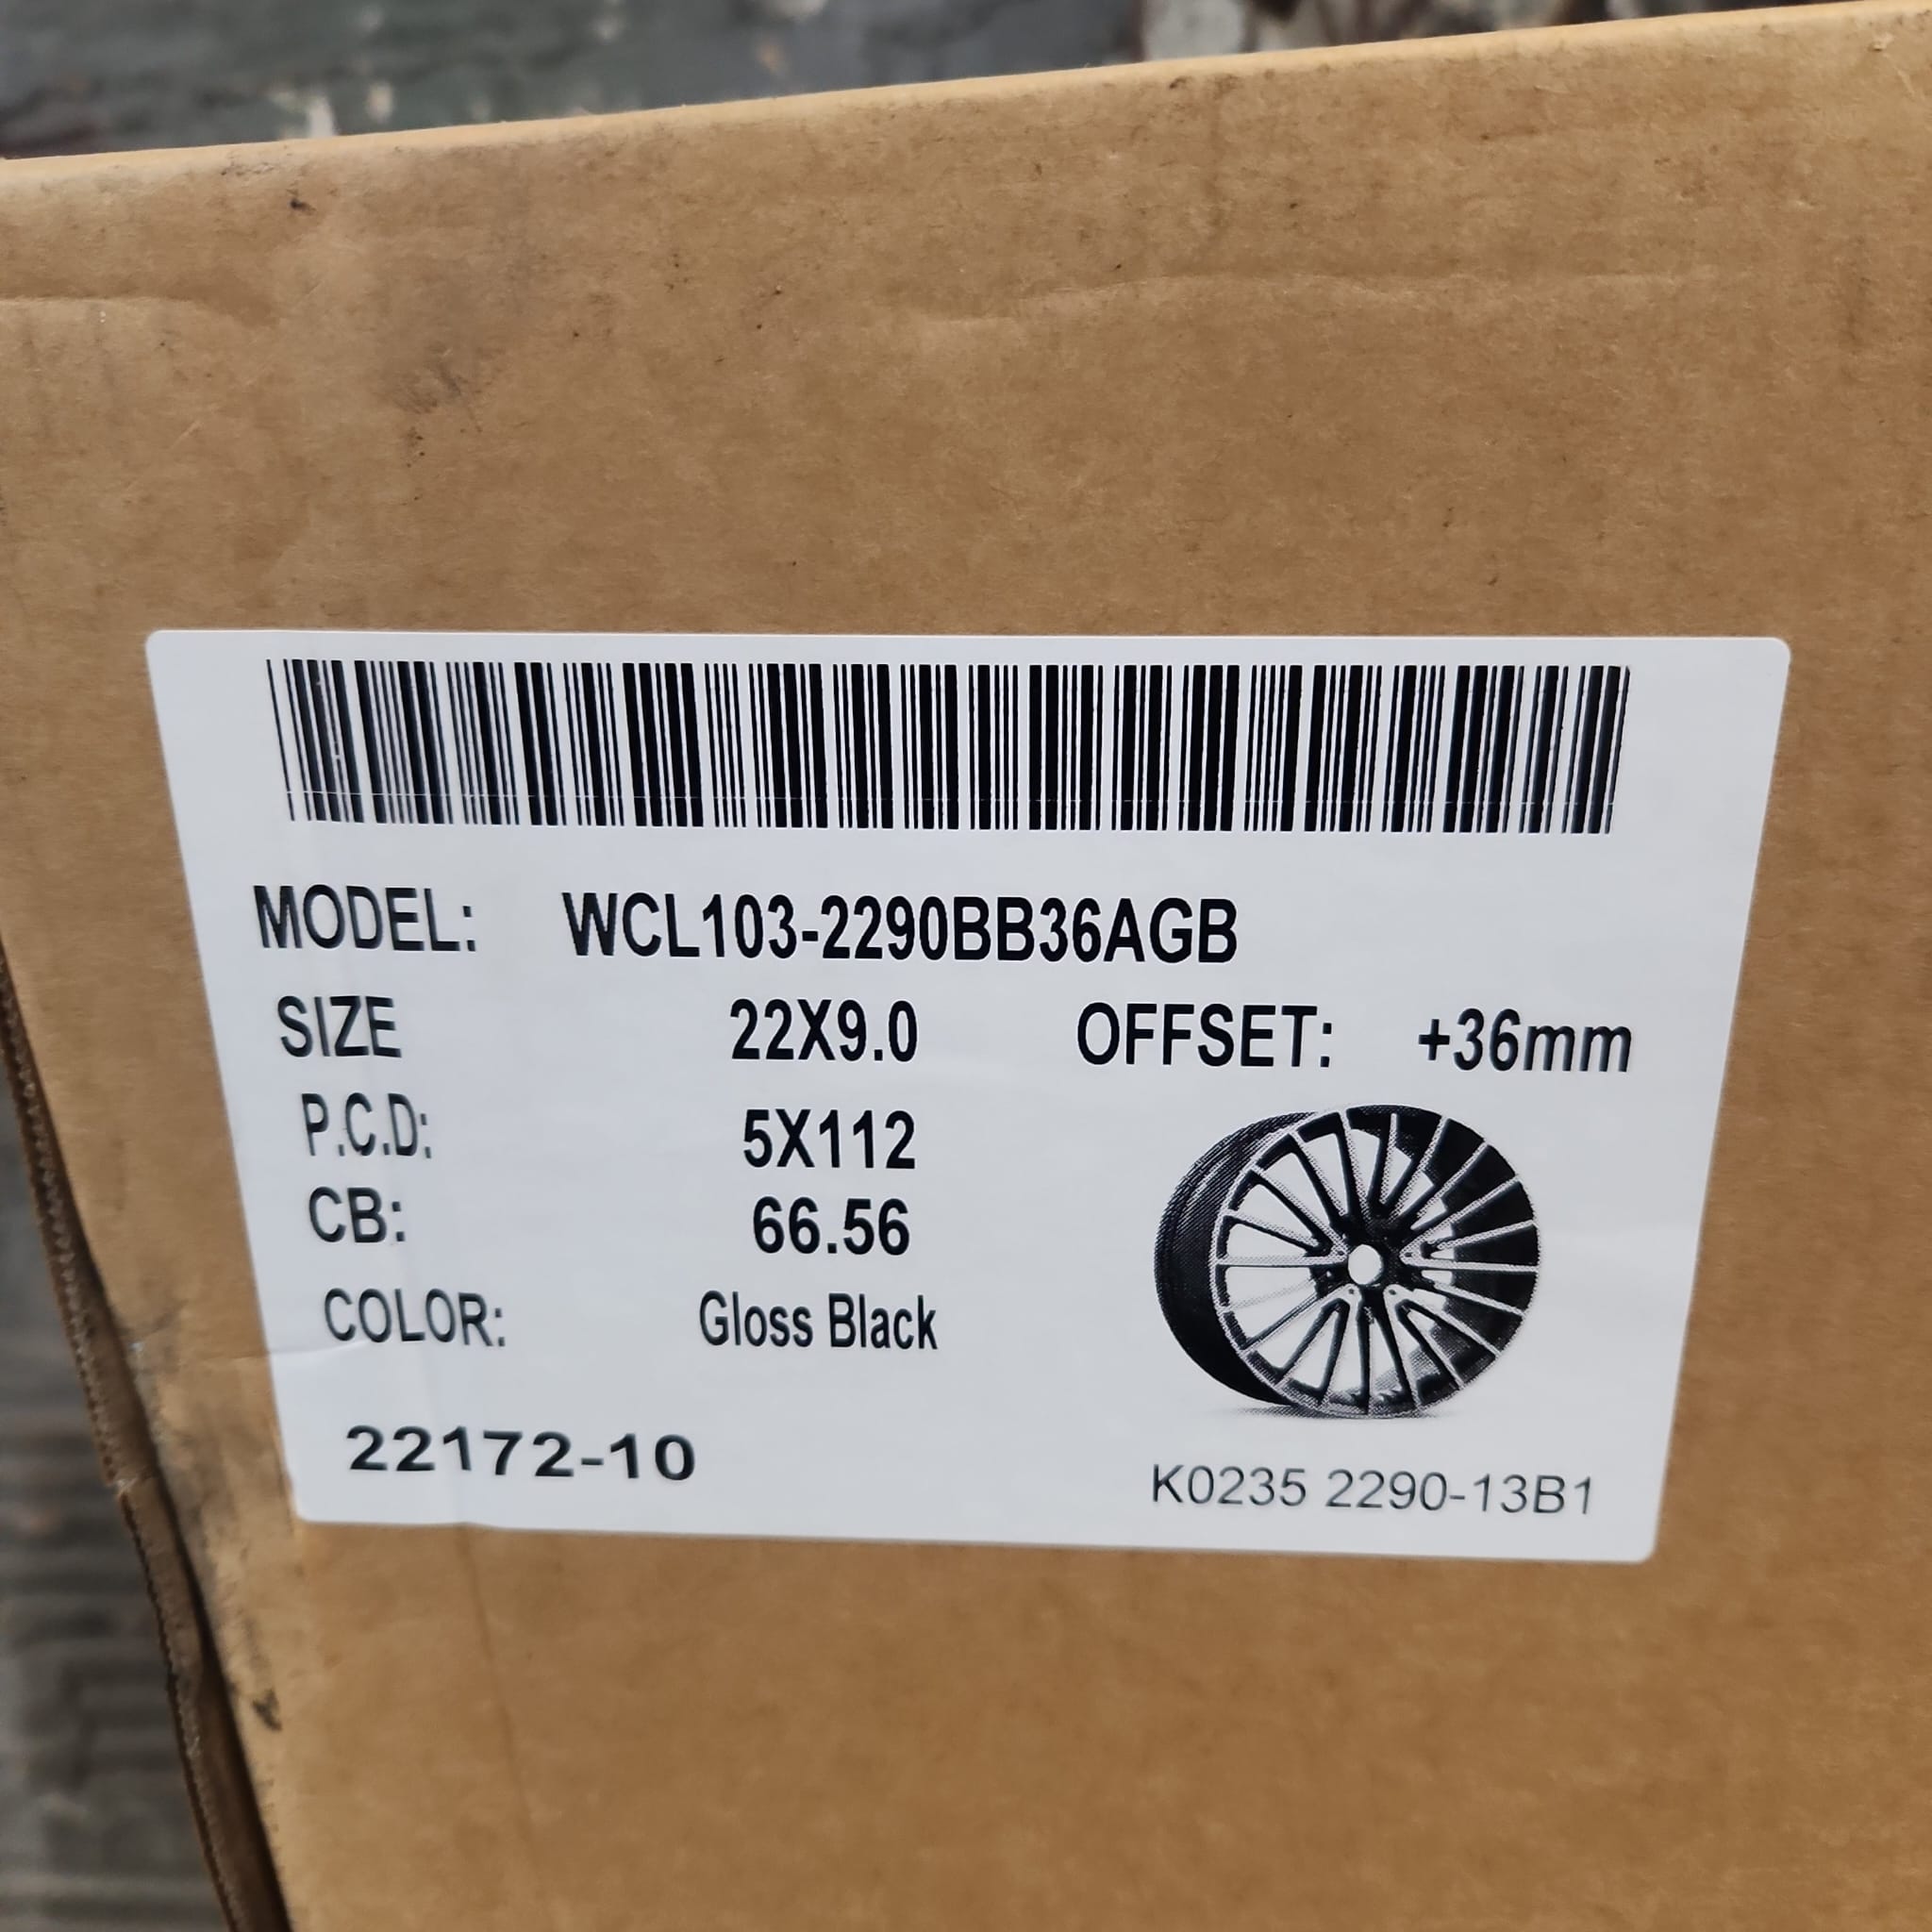 MODEL: WCL103-2290BB36AGB
SIZE 22X9.0 OFFSET: +36mm
P.C.D: 5X112
CB: 66.56
COLOR: Gloss Black
22172-10
K0235 2290-13B1